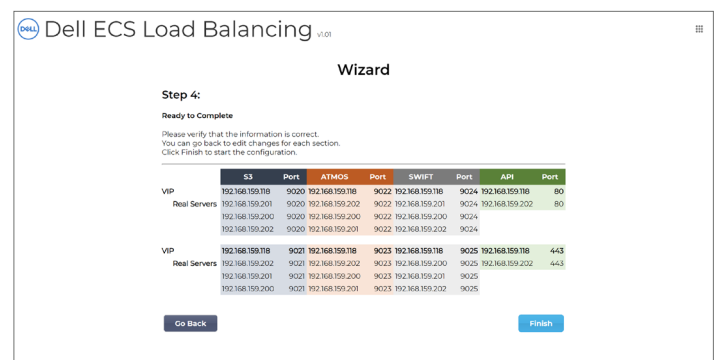 DELL Dell ECS Load Balancing v1.01
Wizard
Step 4:
Ready to Complete
Please verify that the information is correct.
You can go back to edit changes for each section.
Click Finish to start the configuration.
S3 Port ATMOS Port SWIFT Port API Port
VIP 192.168.159.118 9020 192.168.159.118 9022 192.168.159.118 9024 192.168.159.118 80
Real Servers 192.168.159.201 9020 192.168.159.202 9022 192.168.159.201 9024 192.168.159.202 80
192.168.159.200 9020 192.168.159.200 9022 192.168.159.200 9024
192.168.159.202 9020 192.168.159.201 9022 192.168.159.202 9024
VIP 192.168.159.118 9021 192.168.159.118 9023 192.168.159.118 9025 192.168.159.118 443
Real Servers 192.168.159.202 9021 192.168.159.202 9023 192.168.159.200 9025 192.168.159.202 443
192.168.159.201 9021 192.168.159.200 9023 192.168.159.201 9025
192.168.159.200 9021 192.168.159.201 9023 192.168.159.202 9025
Go Back Finish